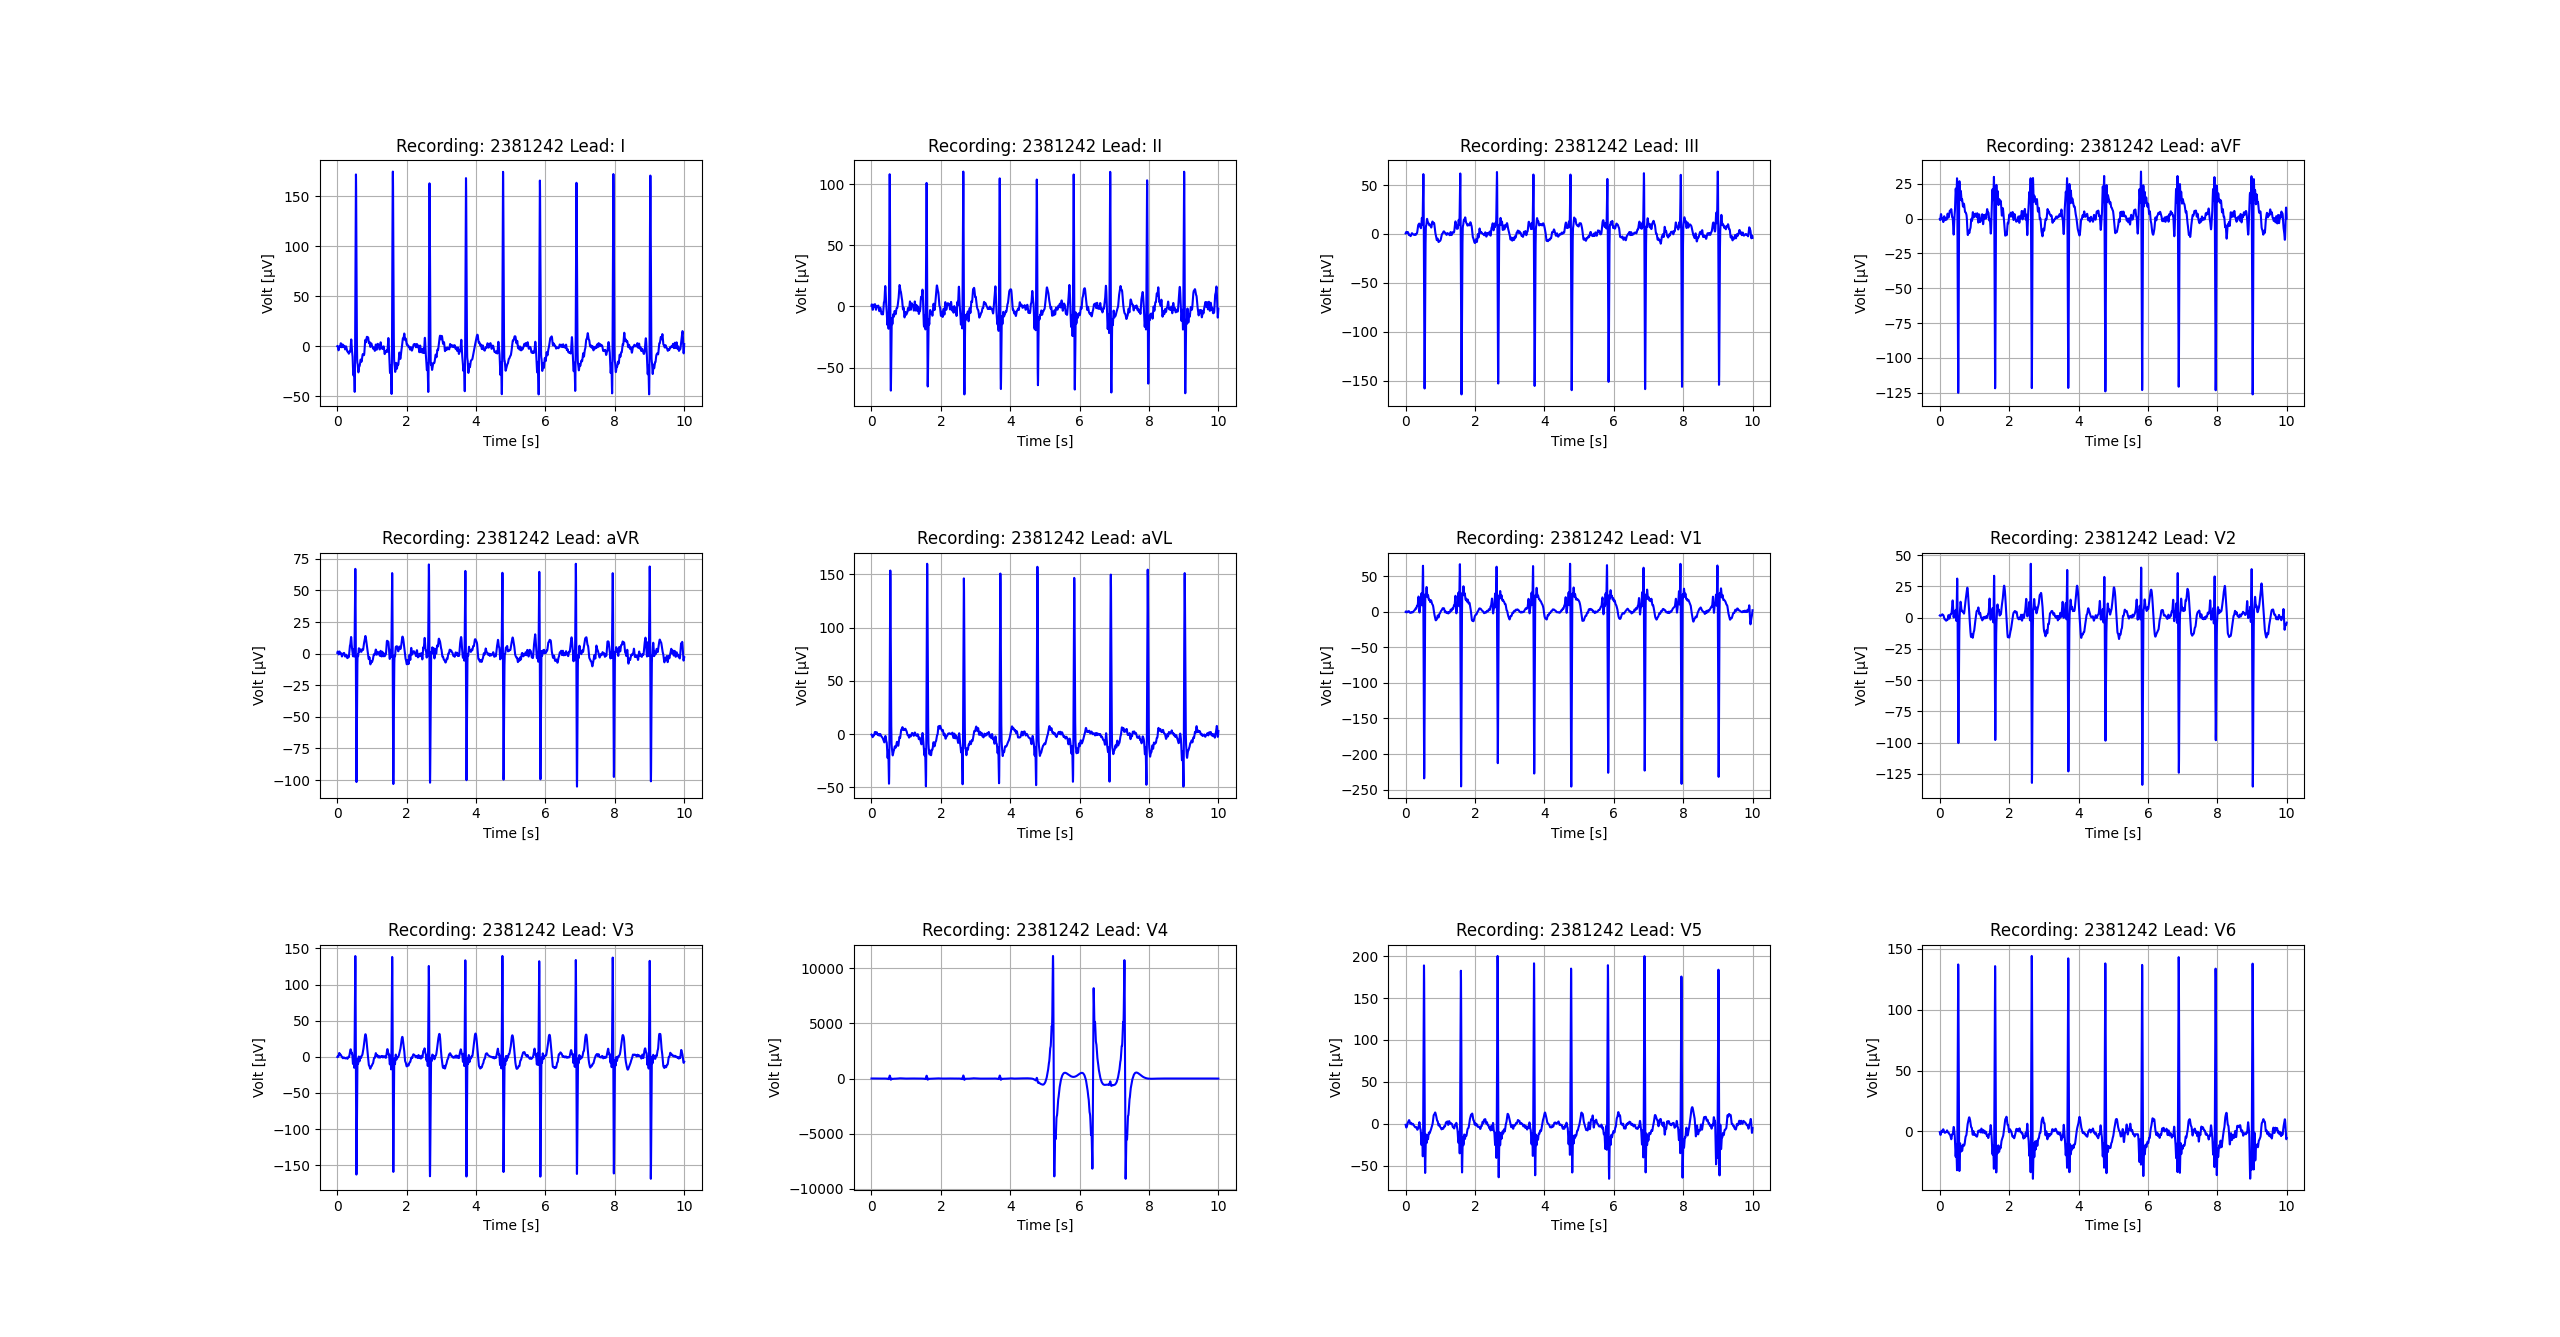 Recording: 2381242 Lead: I
Volt [µV]
150
100
50
0
−50
0 2 4 6 8 10
Time [s]
Recording: 2381242 Lead: II
Volt [µV]
100
50
0
−50
0 2 4 6 8 10
Time [s]
Recording: 2381242 Lead: III
Volt [µV]
50
0
−50
−100
−150
0 2 4 6 8 10
Time [s]
Recording: 2381242 Lead: aVF
Volt [µV]
25
0
−25
−50
−75
−100
−125
0 2 4 6 8 10
Time [s]
Recording: 2381242 Lead: aVR
Volt [µV]
75
50
25
0
−25
−50
−75
−100
0 2 4 6 8 10
Time [s]
Recording: 2381242 Lead: aVL
Volt [µV]
150
100
50
0
−50
0 2 4 6 8 10
Time [s]
Recording: 2381242 Lead: V1
Volt [µV]
50
0
−50
−100
−150
−200
−250
0 2 4 6 8 10
Time [s]
Recording: 2381242 Lead: V2
Volt [µV]
50
25
0
−25
−50
−75
−100
−125
0 2 4 6 8 10
Time [s]
Recording: 2381242 Lead: V3
Volt [µV]
150
100
50
0
−50
−100
−150
0 2 4 6 8 10
Time [s]
Recording: 2381242 Lead: V4
Volt [µV]
10000
5000
0
−5000
−10000
0 2 4 6 8 10
Time [s]
Recording: 2381242 Lead: V5
Volt [µV]
200
150
100
50
0
−50
0 2 4 6 8 10
Time [s]
Recording: 2381242 Lead: V6
Volt [µV]
150
100
50
0
0 2 4 6 8 10
Time [s]